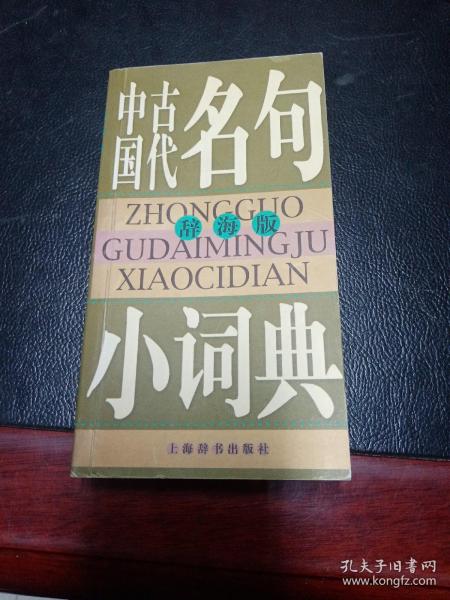 中国古代名句
ZHONGGUO
辞海版
GUDAIMINGJU
XIAOCIDIAN
小词典
上海辞书出版社
孔夫子旧书网
www.kongfz.com